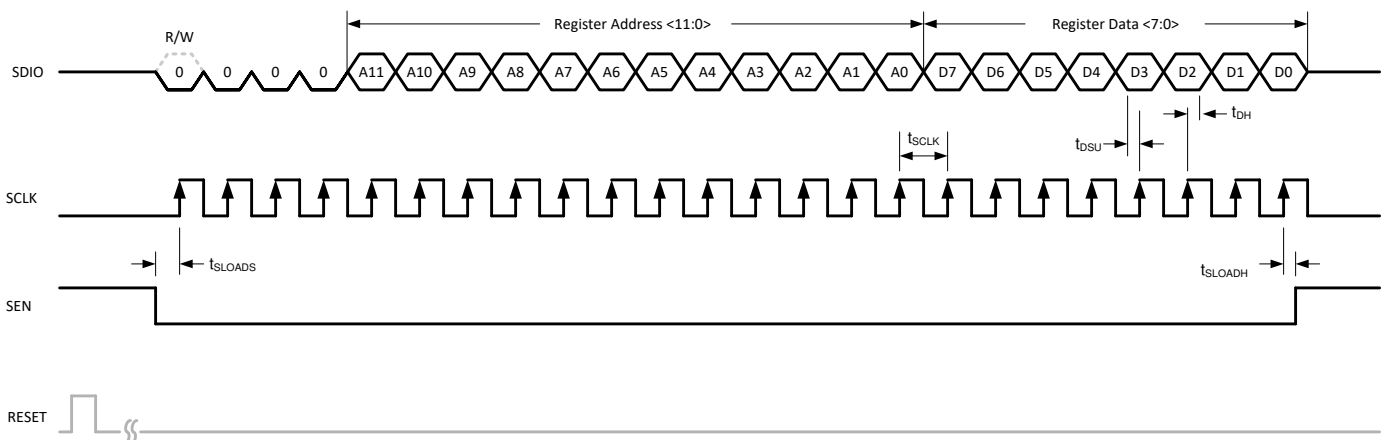 Register Address <11:0> Register Data <7:0>
R/W
SDIO 0 0 0 0 A11 A10 A9 A8 A7 A6 A5 A4 A3 A2 A1 A0 D7 D6 D5 D4 D3 D2 D1 D0
tDH
tSCLK
tDSU
SCLK
tSLOADS tSLOADH
SEN
RESET